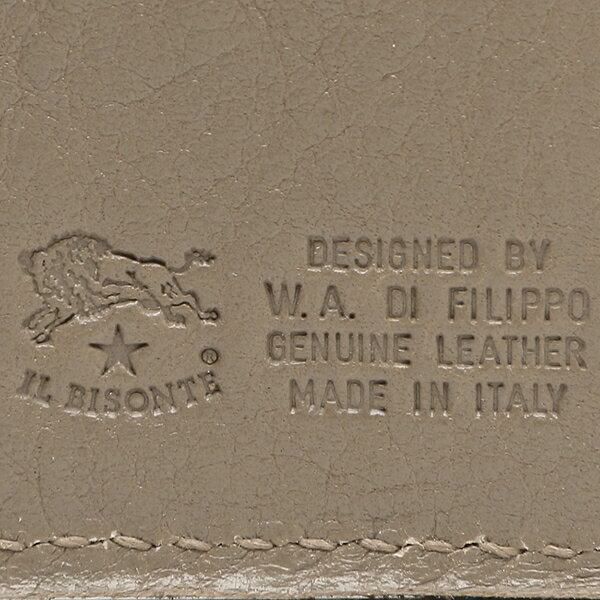 IL BISONTE®
DESIGNED BY
W. A. DI FILIPPO
GENUINE LEATHER
MADE IN ITALY